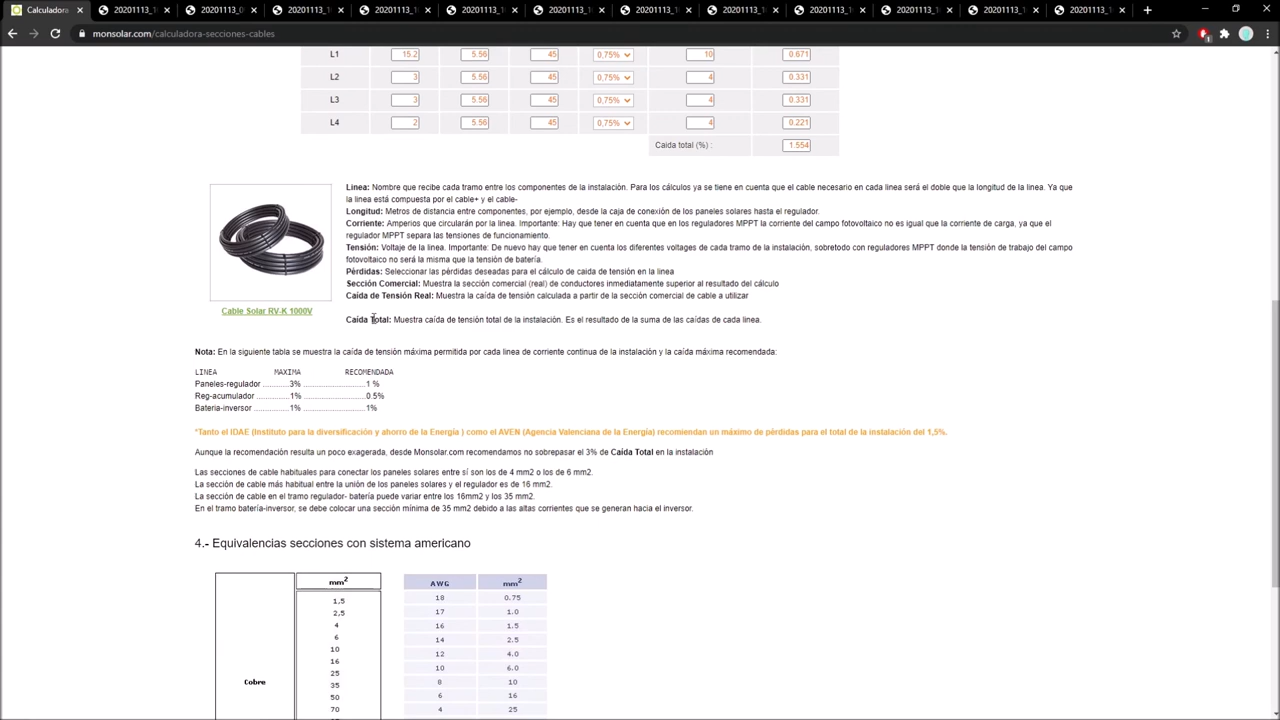 Calculadora
20201113_1
20201113_1
20201113_1
20201113_1
20201113_1
20201113_1
20201113_1
20201113_1
monsolar.com/calculadora-secciones-cables
L1 15.2 5.56 45 0,75% 10 0.671
L2 3 5.56 45 0,75% 4 0.331
L3 3 5.56 45 0,75% 4 0.331
L4 2 5.56 45 0,75% 4 0.221
Caida total (%) : 1.554
Linea: Nombre que recibe cada tramo entre los componentes de la instalación. Para los cálculos ya se tiene en cuenta que el cable necesario en cada linea será el doble que la longitud de la linea. Ya que
la línea está compuesta por el cable+ y el cable-
Longitud: Metros de distancia entre componentes, por ejemplo, desde la caja de conexión de los paneles solares hasta el regulador.
Corriente: Amperios que circularán por la linea. Importante: Hay que tener en cuenta que en los reguladores MPPT la corriente del campo fotovoltaico no es igual que la corriente de carga, ya que el
regulador MPPT separa las tensiones de funcionamiento.
Tensión: Voltaje de la linea. Importante: De nuevo hay que tener en cuenta los diferentes voltages de cada tramo de la instalación, sobretodo con reguladores MPPT donde la tensión de trabajo del campo
fotovoltaico no será la misma que la tensión de batería.
Pérdidas: Seleccionar las pérdidas deseadas para el cálculo de caida de tensión en la linea
Sección Comercial: Muestra la sección comercial (real) de conductores inmediatamente superior al resultado del cálculo
Caida de Tensión Real: Muestra la caída de tensión calculada a partir de la sección comercial de cable a utilizar
Cable Solar RV-K 1000V
Caída Total: Muestra caída de tensión total de la instalación. Es el resultado de la suma de las caídas de cada linea.
Nota: En la siguiente tabla se muestra la caída de tensión máxima permitida por cada linea de corriente continua de la instalación y la caída máxima recomendada:
LINEA MAXIMA RECOMENDADA
Paneles-regulador ...........3% .........................1 %
Reg-acumulador ............1% .........................0.5%
Bateria-inversor .............1% .........................1%
*Tanto el IDAE (Instituto para la diversificación y ahorro de la Energía ) como el AVEN (Agencia Valenciana de la Energía) recomiendan un máximo de pérdidas para el total de la instalación del 1,5%.
Aunque la recomendación resulta un poco exagerada, desde Monsolar.com recomendamos no sobrepasar el 3% de Caída Total en la instalación
Las secciones de cable habituales para conectar los paneles solares entre sí son los de 4 mm2 o los de 6 mm2.
La sección de cable más habitual entre la unión de los paneles solares y el regulador es de 16 mm2.
La sección de cable en el tramo regulador- batería puede variar entre los 16mm2 y los 35 mm2.
En el tramo batería-inversor, se debe colocar una sección mínima de 35 mm2 debido a las altas corrientes que se generan hacia el inversor.
4.- Equivalencias secciones con sistema americano
mm2
1,5
2,5
4
6
10
16
25
35
50
70
Cobre
AWG mm2
18 0.75
17 1.0
16 1.5
14 2.5
12 4.0
10 6.0
8 10
6 16
4 25